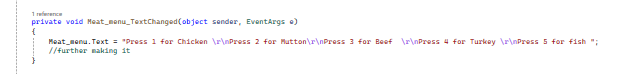 1 reference
private void Meat_menu_TextChanged(object sender, EventArgs e)
{
Meat_menu.Text = "Press 1 for Chicken \r\nPress 2 for Mutton\r\nPress 3 for Beef  \r\nPress 4 for Turkey \r\nPress 5 for fish ";
//further making it
}